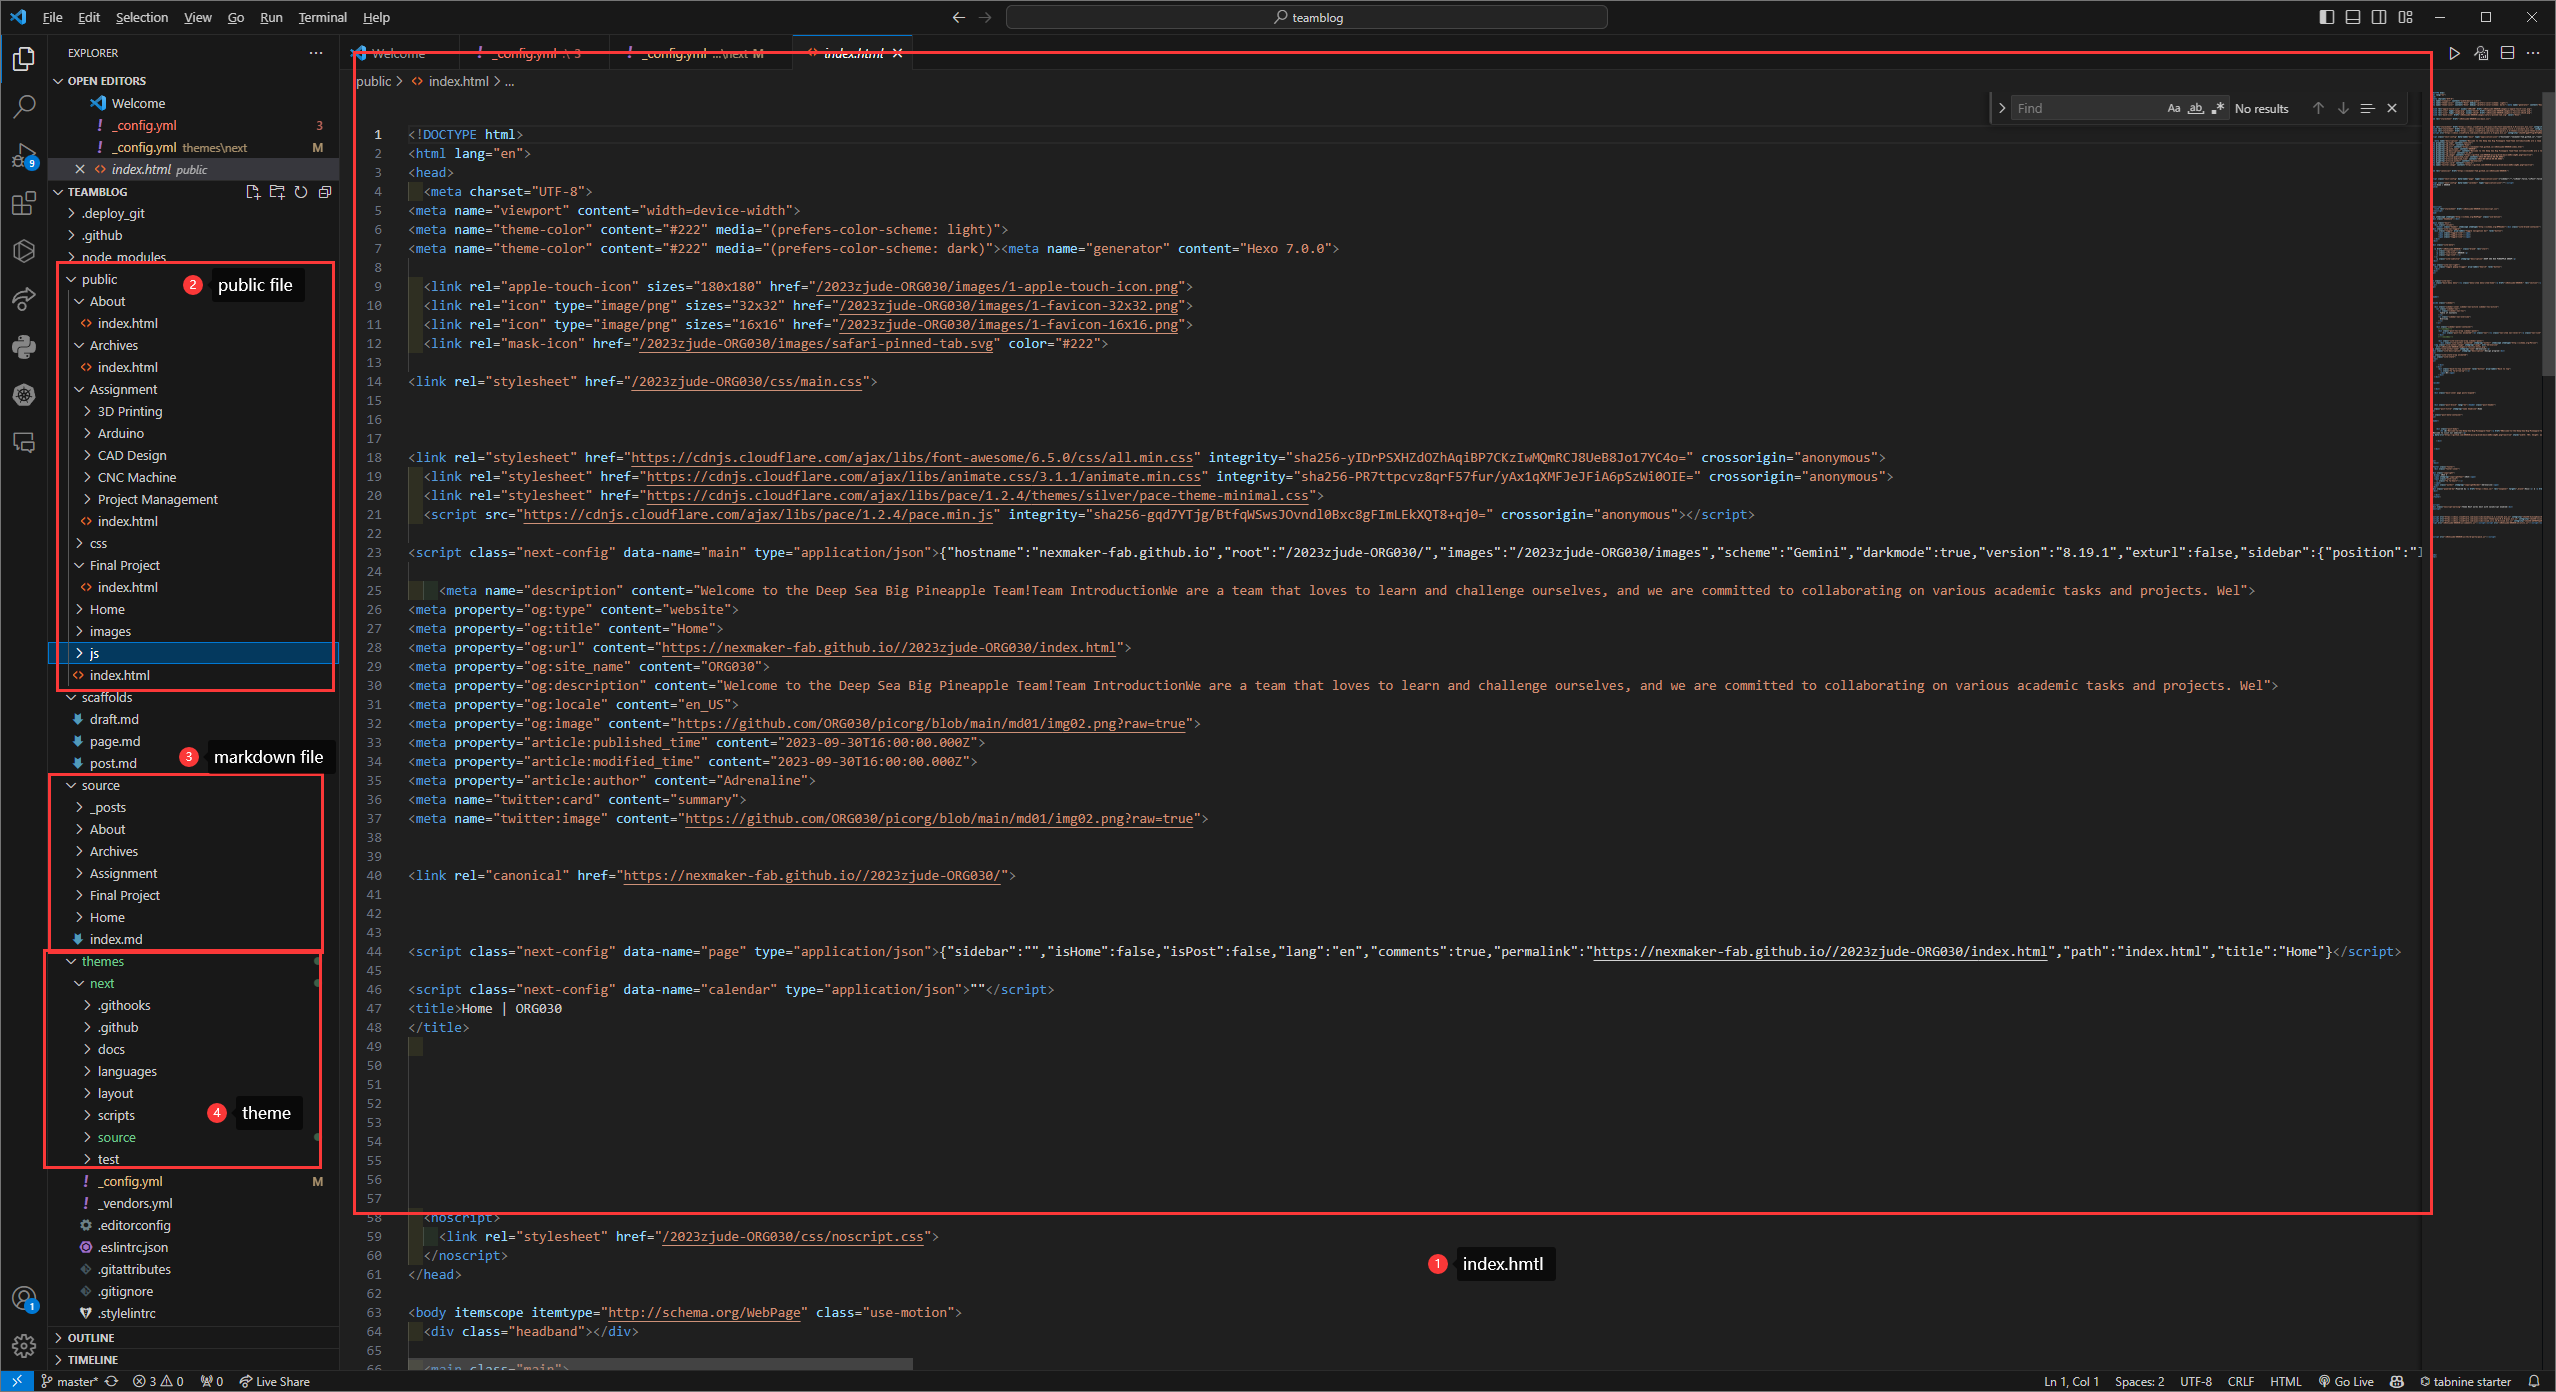 File Edit Selection View Go Run Terminal Help
teamblog
EXPLORER
OPEN EDITORS
Welcome
_config.yml 3
_config.yml themes\next M
index.html public
TEAMBLOG
.deploy_git
.github
node_modules
public
About
index.html
Archives
index.html
Assignment
3D Printing
Arduino
CAD Design
CNC Machine
Project Management
index.html
css
Final Project
index.html
Home
images
js
index.html
scaffolds
draft.md
page.md
post.md
source
_posts
About
Archives
Assignment
Final Project
Home
index.md
themes
next
.githooks
.github
docs
languages
layout
scripts
source
test
_config.yml M
_vendors.yml
.editorconfig
.eslintrc.json
.gitattributes
.gitignore
.stylelintrc
OUTLINE
TIMELINE
2 public file
3 markdown file
4 theme
9
1
Welcome
_config.yml .\ 3
_config.yml ...\next M
index.html
public > index.html > ...
Find
Aa ab .* No results
1 <!DOCTYPE html>
2 <html lang="en">
3 <head>
4 <meta charset="UTF-8">
5 <meta name="viewport" content="width=device-width">
6 <meta name="theme-color" content="#222" media="(prefers-color-scheme: light)">
7 <meta name="theme-color" content="#222" media="(prefers-color-scheme: dark)"><meta name="generator" content="Hexo 7.0.0">
8
9 <link rel="apple-touch-icon" sizes="180x180" href="/2023zjude-ORG030/images/1-apple-touch-icon.png">
10 <link rel="icon" type="image/png" sizes="32x32" href="/2023zjude-ORG030/images/1-favicon-32x32.png">
11 <link rel="icon" type="image/png" sizes="16x16" href="/2023zjude-ORG030/images/1-favicon-16x16.png">
12 <link rel="mask-icon" href="/2023zjude-ORG030/images/safari-pinned-tab.svg" color="#222">
13
14 <link rel="stylesheet" href="/2023zjude-ORG030/css/main.css">
15
16
17
18 <link rel="stylesheet" href="https://cdnjs.cloudflare.com/ajax/libs/font-awesome/6.5.0/css/all.min.css" integrity="sha256-yIDrPSXHZdOZhAqiBP7CKzIwMQmRCJ8UeB8Jo17YC4o=" crossorigin="anonymous">
19 <link rel="stylesheet" href="https://cdnjs.cloudflare.com/ajax/libs/animate.css/3.1.1/animate.min.css" integrity="sha256-PR7ttpcvz8qrF57fur/yAx1qXMFJeJFiA6pSzWi0OIE=" crossorigin="anonymous">
20 <link rel="stylesheet" href="https://cdnjs.cloudflare.com/ajax/libs/pace/1.2.4/themes/silver/pace-theme-minimal.css">
21 <script src="https://cdnjs.cloudflare.com/ajax/libs/pace/1.2.4/pace.min.js" integrity="sha256-gqd7YTjg/BtfqWSwsJOvndl0Bxc8gFImLEkXQT8+qj0=" crossorigin="anonymous"></script>
22
23 <script class="next-config" data-name="main" type="application/json">{"hostname":"nexmaker-fab.github.io","root":"/2023zjude-ORG030/","images":"/2023zjude-ORG030/images","scheme":"Gemini","darkmode":true,"version":"8.19.1","exturl":false,"sidebar":{"position":"
24
25 <meta name="description" content="Welcome to the Deep Sea Big Pineapple Team!Team IntroductionWe are a team that loves to learn and challenge ourselves, and we are committed to collaborating on various academic tasks and projects. Wel">
26 <meta property="og:type" content="website">
27 <meta property="og:title" content="Home">
28 <meta property="og:url" content="https://nexmaker-fab.github.io//2023zjude-ORG030/index.html">
29 <meta property="og:site_name" content="ORG030">
30 <meta property="og:description" content="Welcome to the Deep Sea Big Pineapple Team!Team IntroductionWe are a team that loves to learn and challenge ourselves, and we are committed to collaborating on various academic tasks and projects. Wel">
31 <meta property="og:locale" content="en_US">
32 <meta property="og:image" content="https://github.com/ORG030/picorg/blob/main/md01/img02.png?raw=true">
33 <meta property="article:published_time" content="2023-09-30T16:00:00.000Z">
34 <meta property="article:modified_time" content="2023-09-30T16:00:00.000Z">
35 <meta property="article:author" content="Adrenaline">
36 <meta name="twitter:card" content="summary">
37 <meta name="twitter:image" content="https://github.com/ORG030/picorg/blob/main/md01/img02.png?raw=true">
38
39
40 <link rel="canonical" href="https://nexmaker-fab.github.io//2023zjude-ORG030/">
41
42
43
44 <script class="next-config" data-name="page" type="application/json">{"sidebar":"","isHome":false,"isPost":false,"lang":"en","comments":true,"permalink":"https://nexmaker-fab.github.io//2023zjude-ORG030/index.html","path":"index.html","title":"Home"}</script>
45
46 <script class="next-config" data-name="calendar" type="application/json">""</script>
47 <title>Home | ORG030
48 </title>
49
50
51
52
53
54
55
56
57
58 <noscript>
59 <link rel="stylesheet" href="/2023zjude-ORG030/css/noscript.css">
60 </noscript>
61 </head>
62
63 <body itemscope itemtype="http://schema.org/WebPage" class="use-motion">
64 <div class="headband"></div>
65
66 <main class="main">
1 index.hmtl
master* 3 0 0 Live Share
Ln 1, Col 1 Spaces: 2 UTF-8 CRLF HTML Go Live tabnine starter